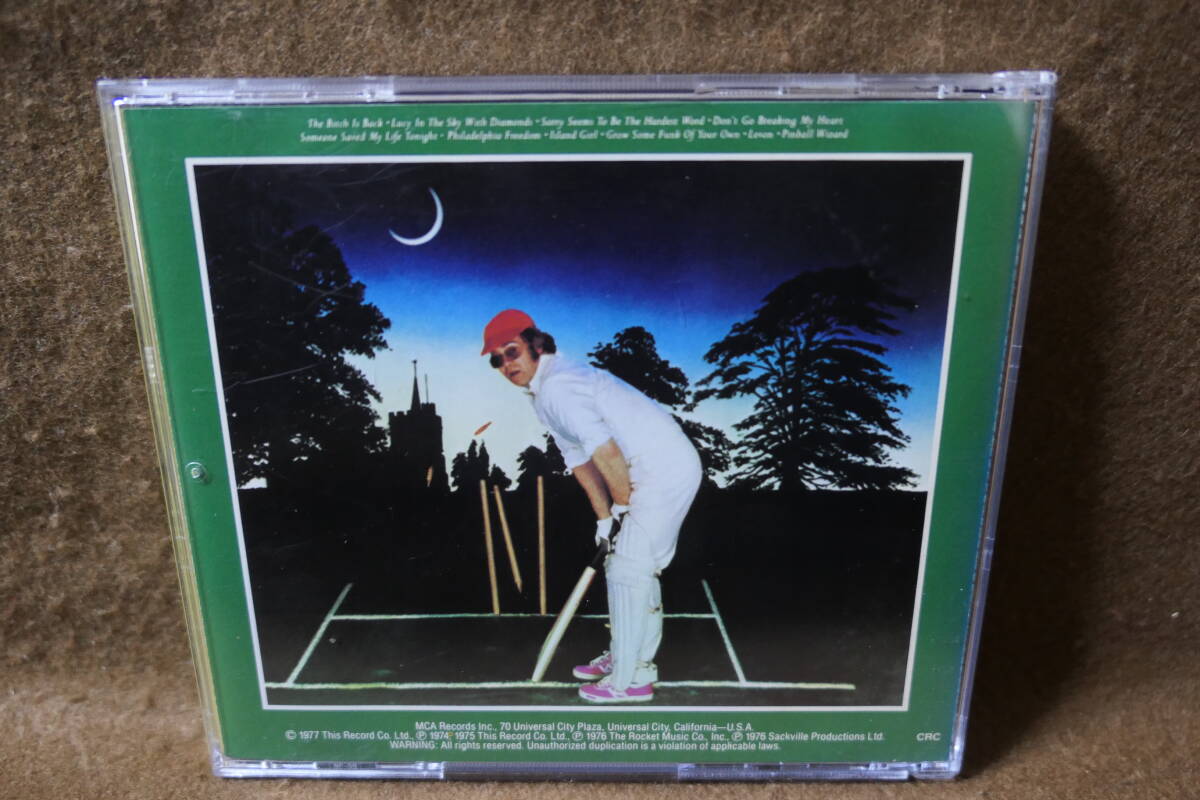 The Bitch Is Back • Lucy In The Sky With Diamonds • Sorry Seems To Be The Hardest Word • Don't Go Breaking My Heart
Someone Saved My Life Tonight • Philadelphia Freedom • Island Girl • Grow Some Funk Of Your Own • Levon • Pinball Wizard
MCA Records Inc., 70 Universal City Plaza, Universal City, California—U.S.A.
© 1977 This Record Co. Ltd., ℗ 1974, 1975 This Record Co. Ltd., ℗ 1976 The Rocket Music Co., Inc., ℗ 1976 Sackville Productions Ltd.
CRC
WARNING: All rights reserved. Unauthorized duplication is a violation of applicable laws.